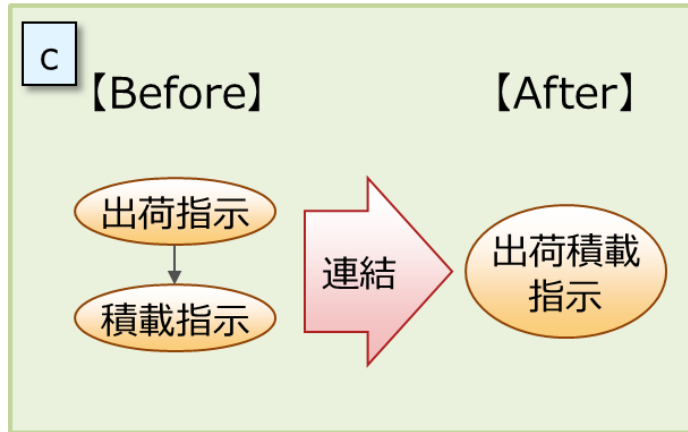 c
【Before】
【After】
出荷指示
積載指示
連結
出荷積載
指示